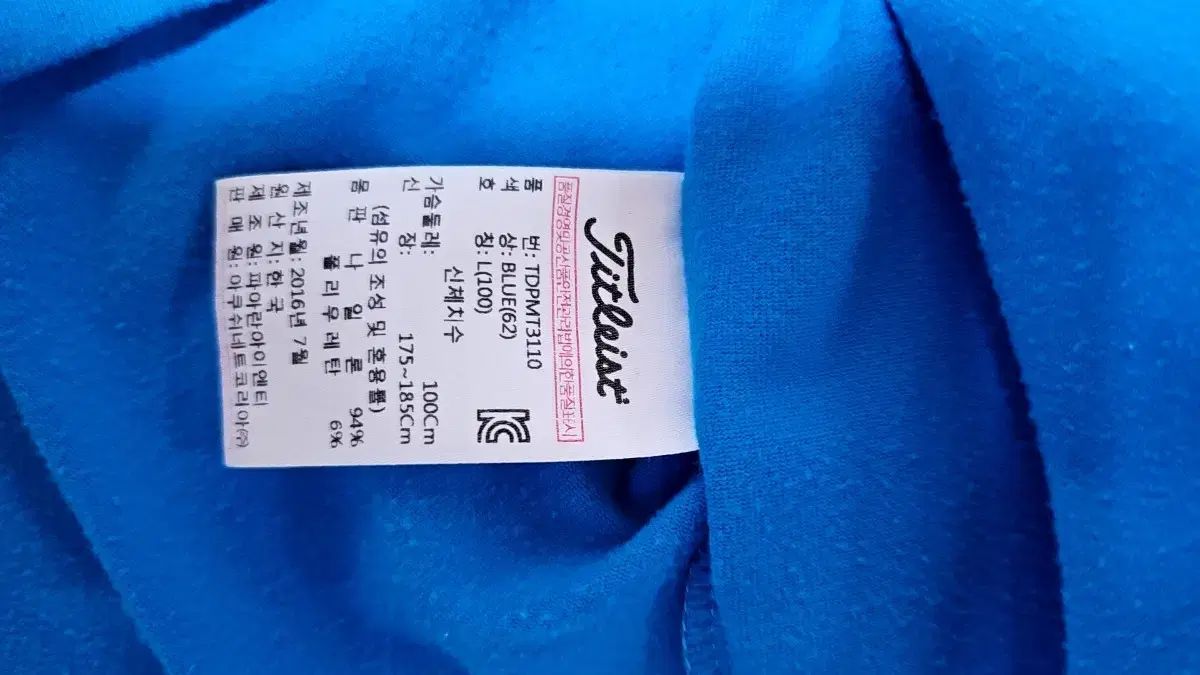 Titleist
품질경영및공산품안전관리법에의한품질표시
품 번: TDPMT3110
색 상: BLUE(62)
호 칭: L(100)
신체치수
가슴둘레: 100Cm
신 장: 175~185Cm
(섬유의 조성 및 혼용률)
몸판 나 일 론 94%
폴 리 우 레 탄 6%
제조년월: 2016년 7월
원 산 지: 한 국
제 조 원: 파아란아이앤티
판 매 원: 아쿠쉬네트코리아㈜